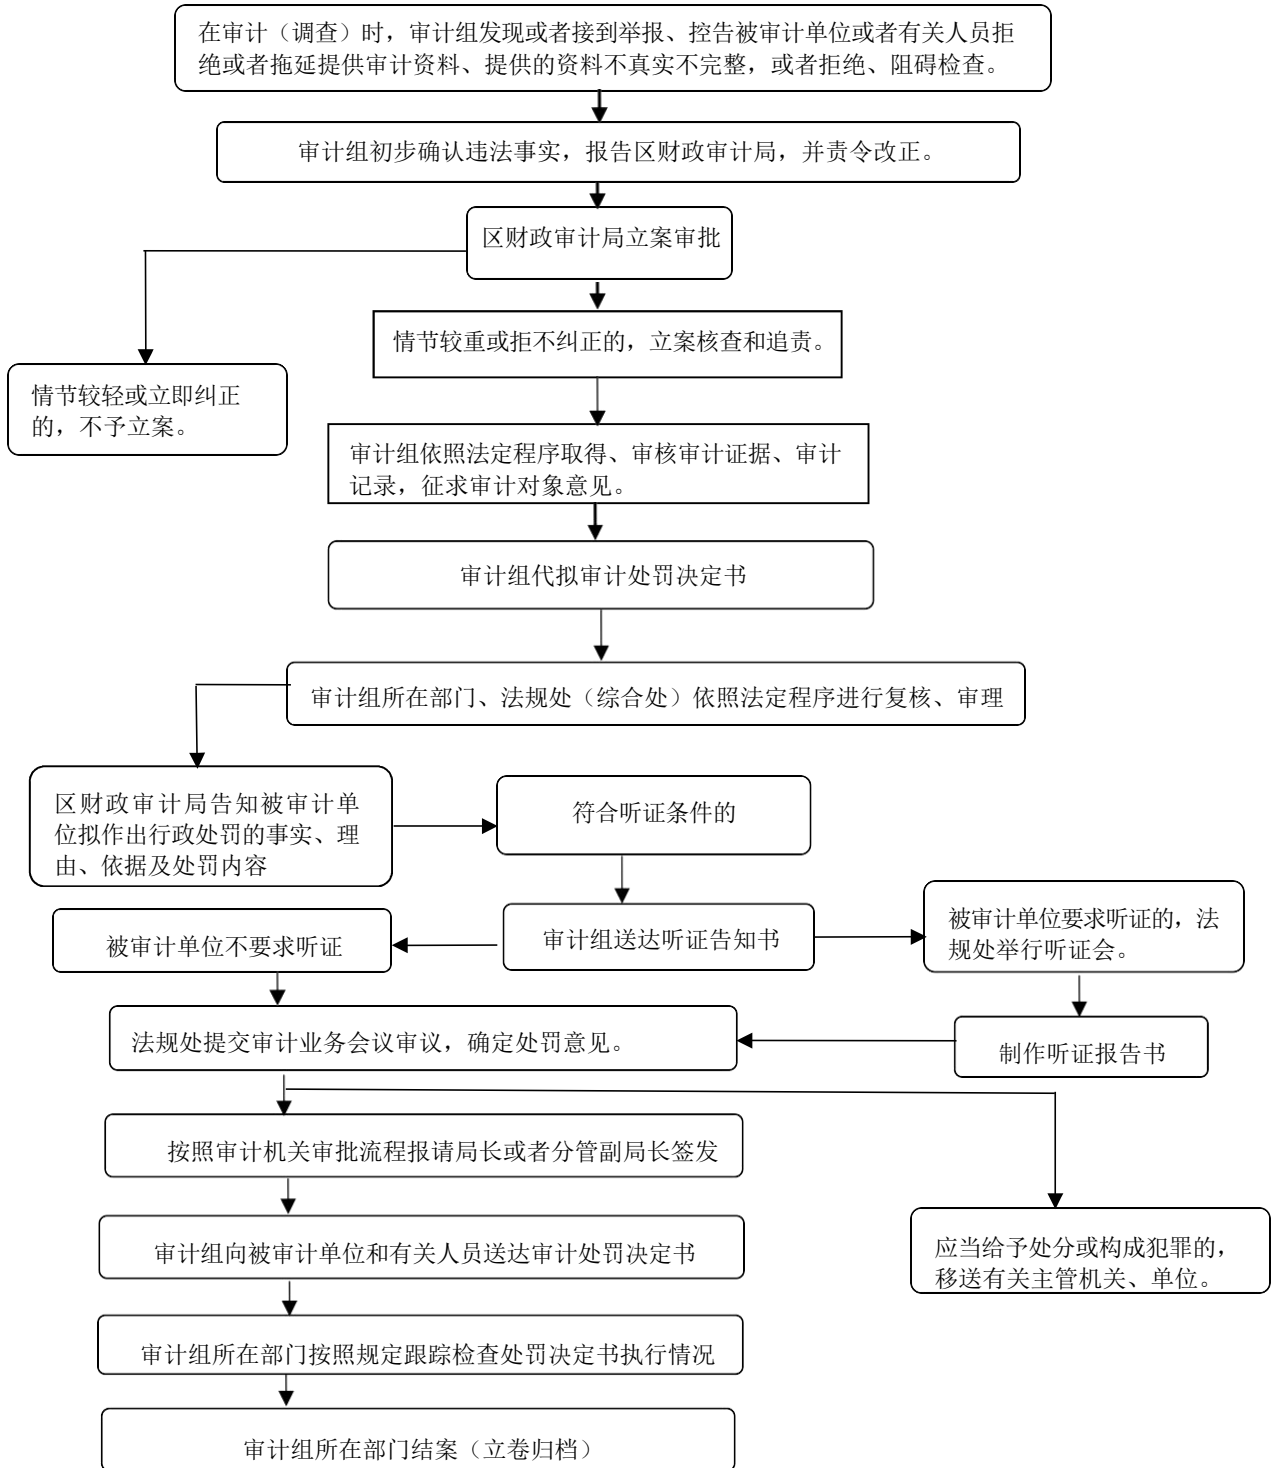 在审计（调查）时，审计组发现或者接到举报、控告被审计单位或者有关人员拒
绝或者拖延提供审计资料、提供的资料不真实不完整，或者拒绝、阻碍检查。
审计组初步确认违法事实，报告区财政审计局，并责令改正。
区财政审计局立案审批
情节较重或拒不纠正的，立案核查和追责。
情节较轻或立即纠正
的，不予立案。
审计组依照法定程序取得、审核审计证据、审计
记录，征求审计对象意见。
审计组代拟审计处罚决定书
审计组所在部门、法规处（综合处）依照法定程序进行复核、审理
区财政审计局告知被审计单
位拟作出行政处罚的事实、理
由、依据及处罚内容
符合听证条件的
审计组送达听证告知书
被审计单位要求听证的，法
规处举行听证会。
被审计单位不要求听证
法规处提交审计业务会议审议，确定处罚意见。
制作听证报告书
按照审计机关审批流程报请局长或者分管副局长签发
审计组向被审计单位和有关人员送达审计处罚决定书
应当给予处分或构成犯罪的，
移送有关主管机关、单位。
审计组所在部门按照规定跟踪检查处罚决定书执行情况
审计组所在部门结案（立卷归档）